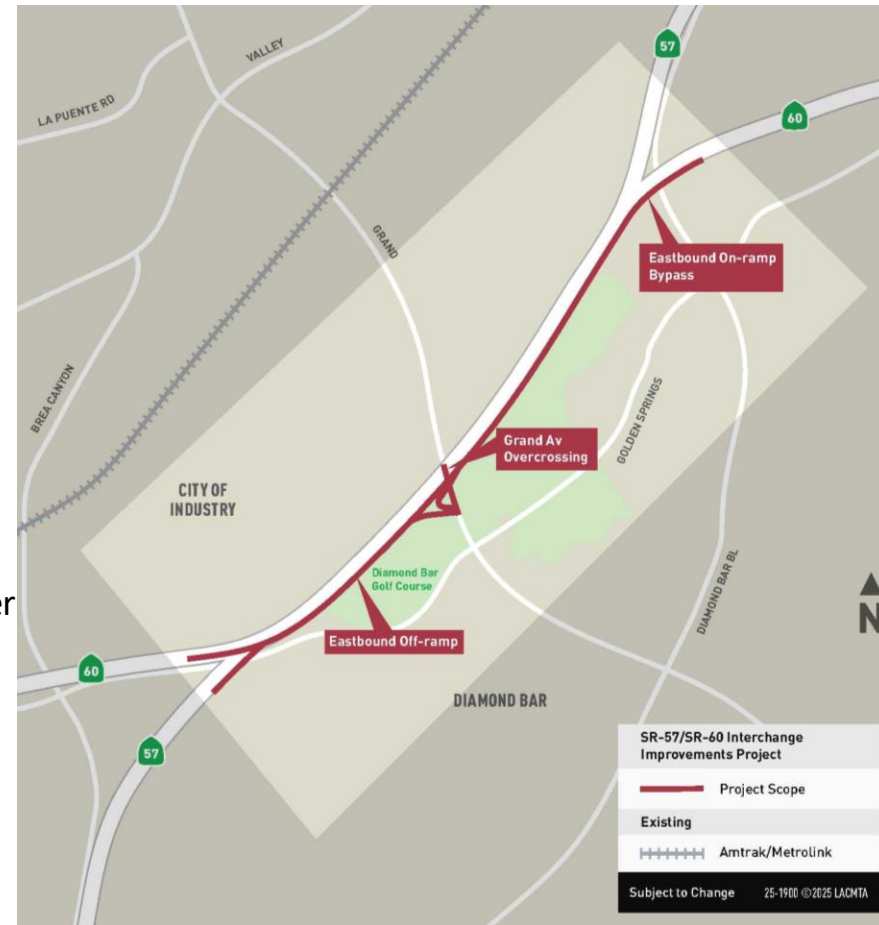 57
VALLEY
LA PUENTE RD
60
GRAND
Eastbound On-ramp
Bypass
BREA CANYON
GOLDEN SPRINGS
Grand Av
Overcrossing
CITY OF
INDUSTRY
Diamond Bar
Golf Course
DIAMOND BAR BL
er
N
Eastbound Off-ramp
60
DIAMOND BAR
57
SR-57/SR-60 Interchange
Improvements Project
Project Scope
Existing
Amtrak/Metrolink
Subject to Change 25-1900 ©2025 LACMTA